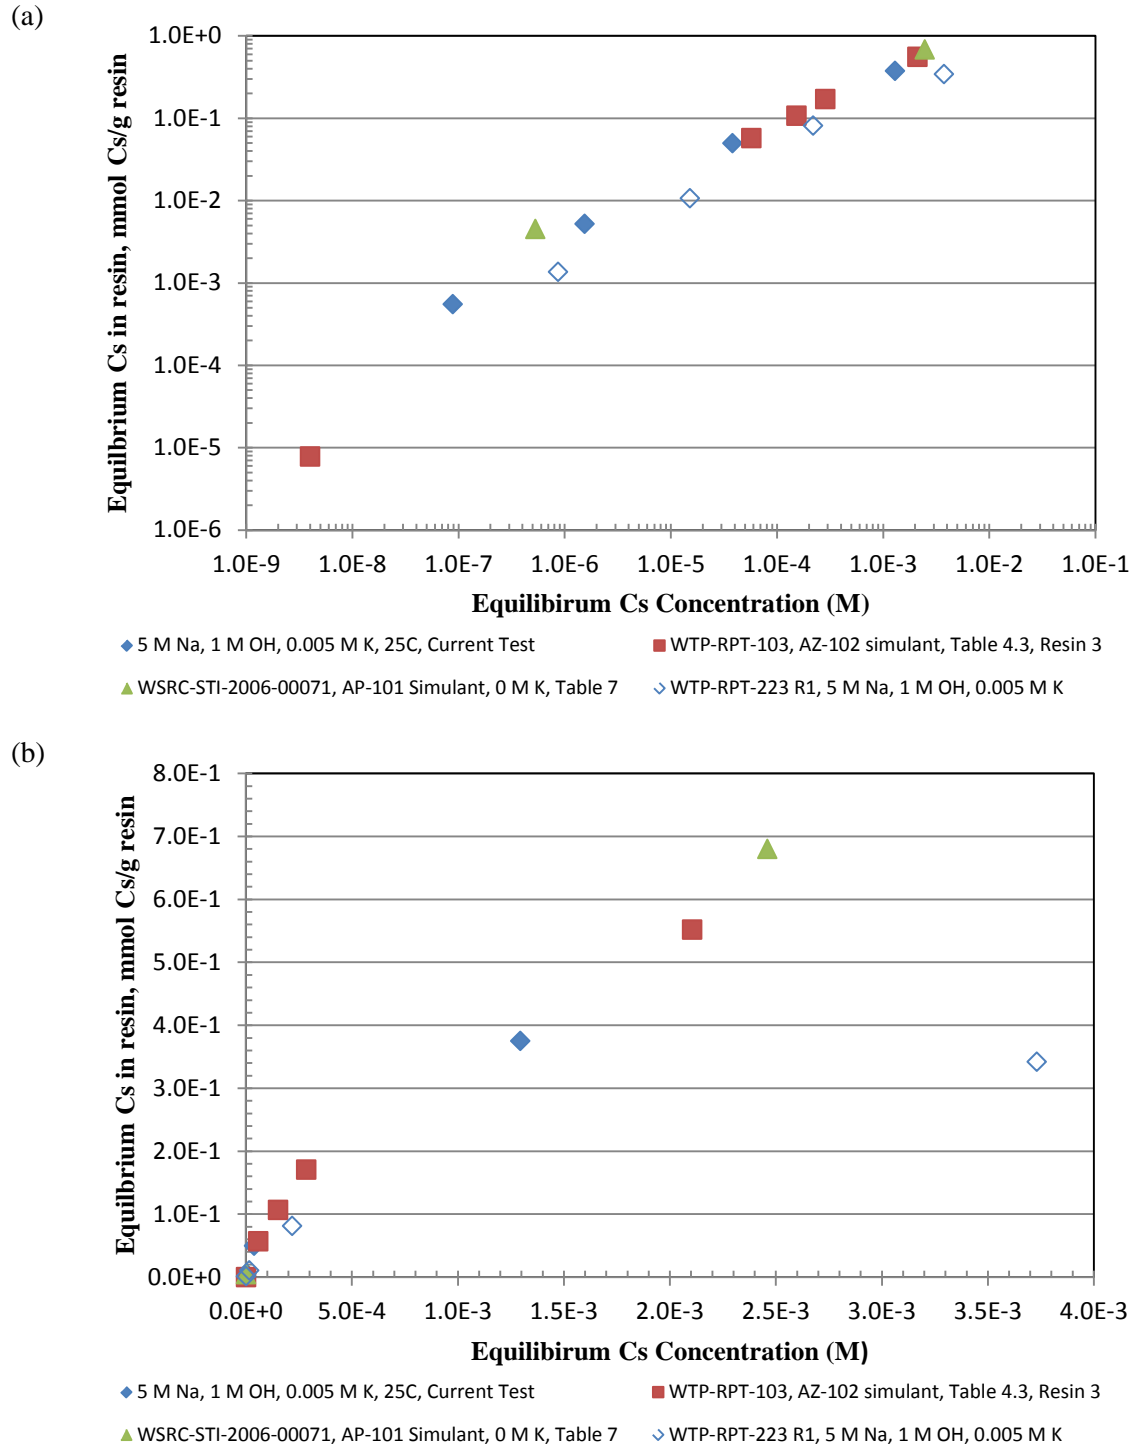 (a)
Equilbrium Cs in resin, mmol Cs/g resin
1.0E+0
1.0E-1
1.0E-2
1.0E-3
1.0E-4
1.0E-5
1.0E-6
1.0E-9 1.0E-8 1.0E-7 1.0E-6 1.0E-5 1.0E-4 1.0E-3 1.0E-2 1.0E-1
Equilibirum Cs Concentration (M)
5 M Na, 1 M OH, 0.005 M K, 25C, Current Test WTP-RPT-103, AZ-102 simulant, Table 4.3, Resin 3
WSRC-STI-2006-00071, AP-101 Simulant, 0 M K, Table 7 WTP-RPT-223 R1, 5 M Na, 1 M OH, 0.005 M K
(b)
Equilbrium Cs in resin, mmol Cs/g resin
8.0E-1
7.0E-1
6.0E-1
5.0E-1
4.0E-1
3.0E-1
2.0E-1
1.0E-1
0.0E+0
0.0E+0 5.0E-4 1.0E-3 1.5E-3 2.0E-3 2.5E-3 3.0E-3 3.5E-3 4.0E-3
Equilibirum Cs Concentration (M)
5 M Na, 1 M OH, 0.005 M K, 25C, Current Test WTP-RPT-103, AZ-102 simulant, Table 4.3, Resin 3
WSRC-STI-2006-00071, AP-101 Simulant, 0 M K, Table 7 WTP-RPT-223 R1, 5 M Na, 1 M OH, 0.005 M K